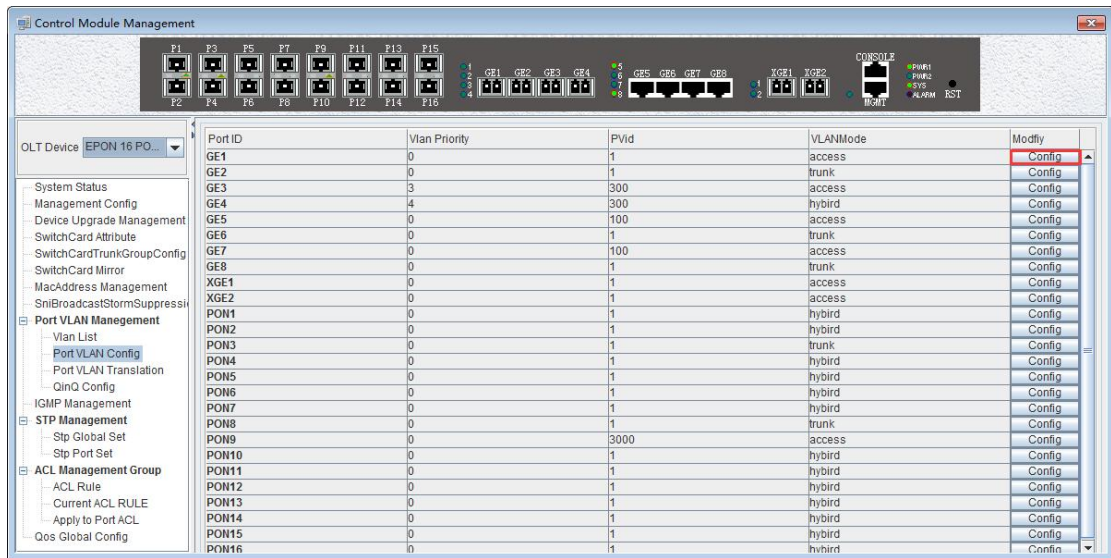 Control Module Management
P1 P3 P5 P7 P9 P11 P13 P15
P2 P4 P6 P8 P10 P12 P14 P16
1 2 3 4
GE1 GE2 GE3 GE4
5 6 7 8
GE5 GE6 GE7 GE8
1 2
XGE1 XGE2
CONSOLE
MGMT
PWR1
PWR2
SYS
ALARM
RST
OLT Device EPON 16 PO...
System Status
Management Config
Device Upgrade Management
SwitchCard Attribute
SwitchCardTrunkGroupConfig
SwitchCard Mirror
MacAddress Management
SniBroadcastStormSuppressi
Port VLAN Manegement
Vlan List
Port VLAN Config
Port VLAN Translation
QinQ Config
IGMP Management
STP Management
Stp Global Set
Stp Port Set
ACL Management Group
ACL Rule
Current ACL RULE
Apply to Port ACL
Qos Global Config
Port ID Vlan Priority PVid VLANMode Modfiy
GE1 0 1 access Config
GE2 0 1 trunk Config
GE3 3 300 access Config
GE4 4 300 hybird Config
GE5 0 100 access Config
GE6 0 1 trunk Config
GE7 0 100 access Config
GE8 0 1 trunk Config
XGE1 0 1 access Config
XGE2 0 1 access Config
PON1 0 1 hybird Config
PON2 0 1 hybird Config
PON3 0 1 trunk Config
PON4 0 1 hybird Config
PON5 0 1 hybird Config
PON6 0 1 hybird Config
PON7 0 1 hybird Config
PON8 0 1 trunk Config
PON9 0 3000 access Config
PON10 0 1 hybird Config
PON11 0 1 hybird Config
PON12 0 1 hybird Config
PON13 0 1 hybird Config
PON14 0 1 hybird Config
PON15 0 1 hybird Config
PON16 0 1 hybird Config